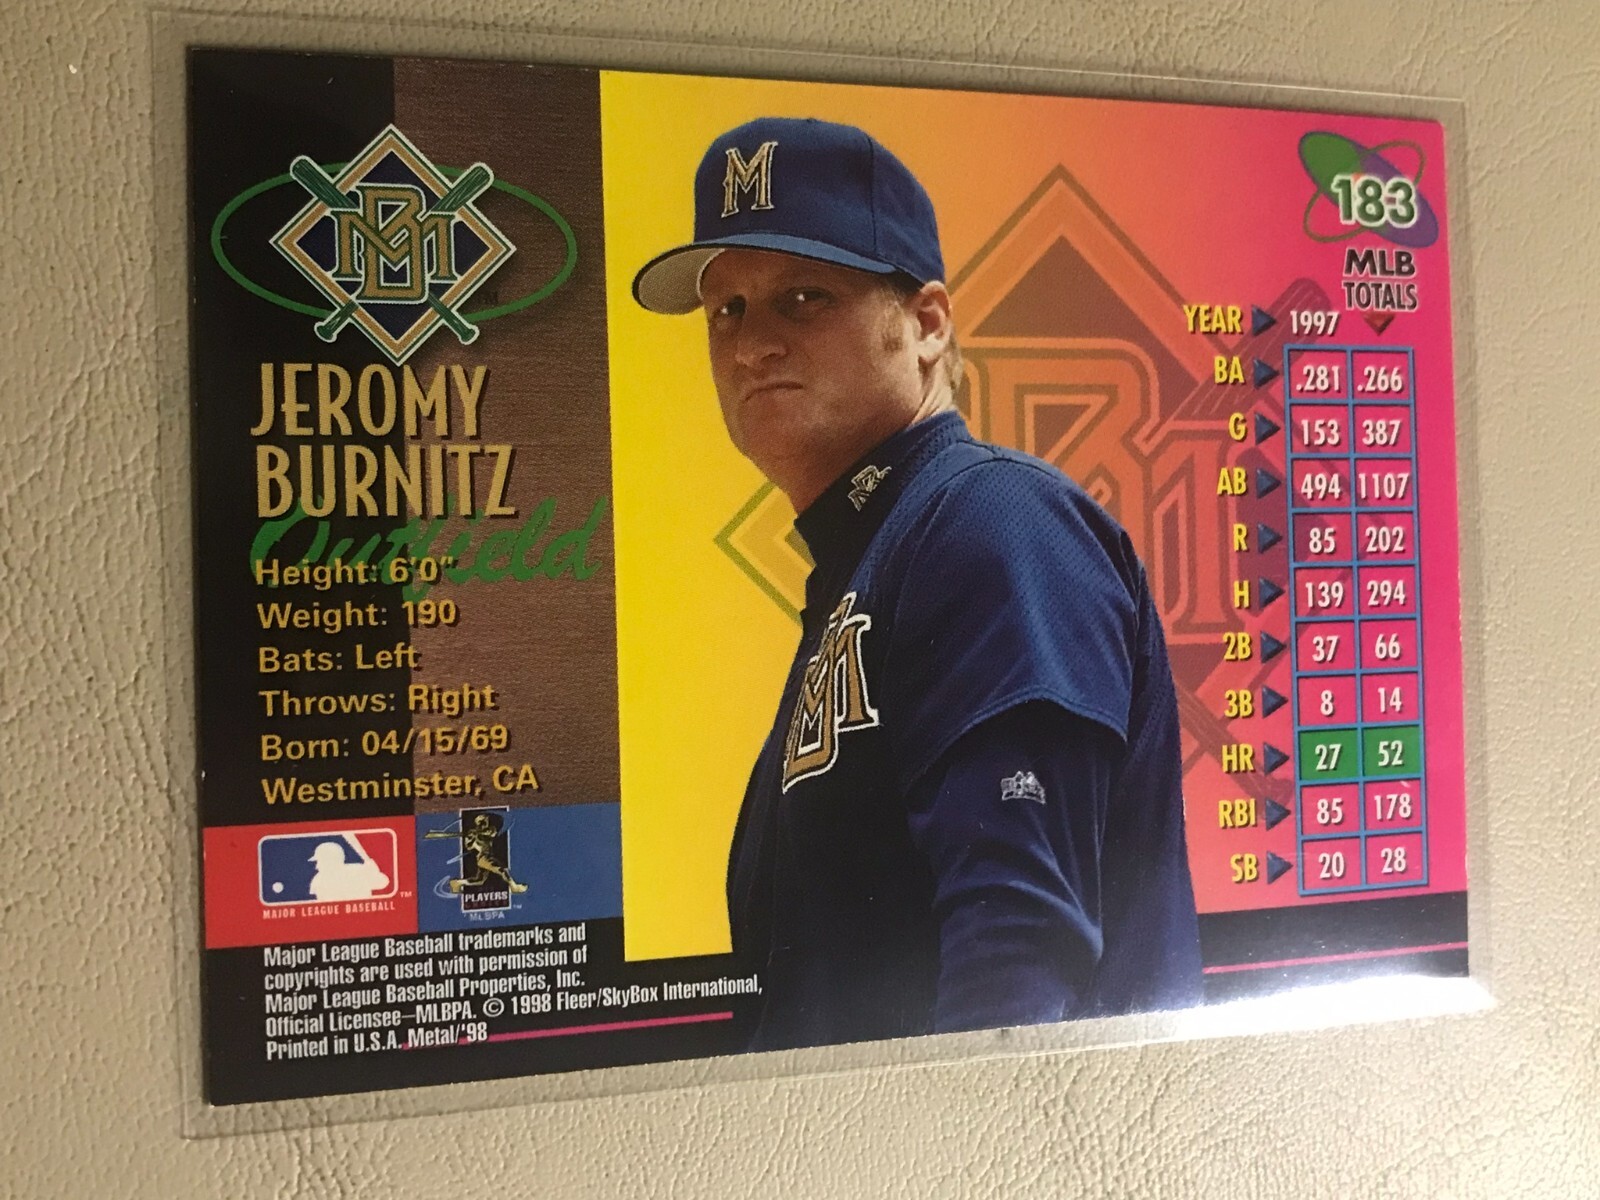 BM
TM
JEROMY
BURNITZ
Outfield
Height: 6'0"
Weight: 190
Bats: Left
Throws: Right
Born: 04/15/69
Westminster, CA
TM
MAJOR LEAGUE BASEBALL
PLAYERS
TM
MLBPA
Major League Baseball trademarks and
copyrights are used with permission of
Major League Baseball Properties, Inc.
Official Licensee—MLBPA. © 1998 Fleer/SkyBox International,
Printed in U.S.A. Metal/'98
M
183
MLB
TOTALS
YEAR 1997
BA .281 .266
G 153 387
AB 494 1107
R 85 202
H 139 294
2B 37 66
3B 8 14
HR 27 52
RBI 85 178
SB 20 28